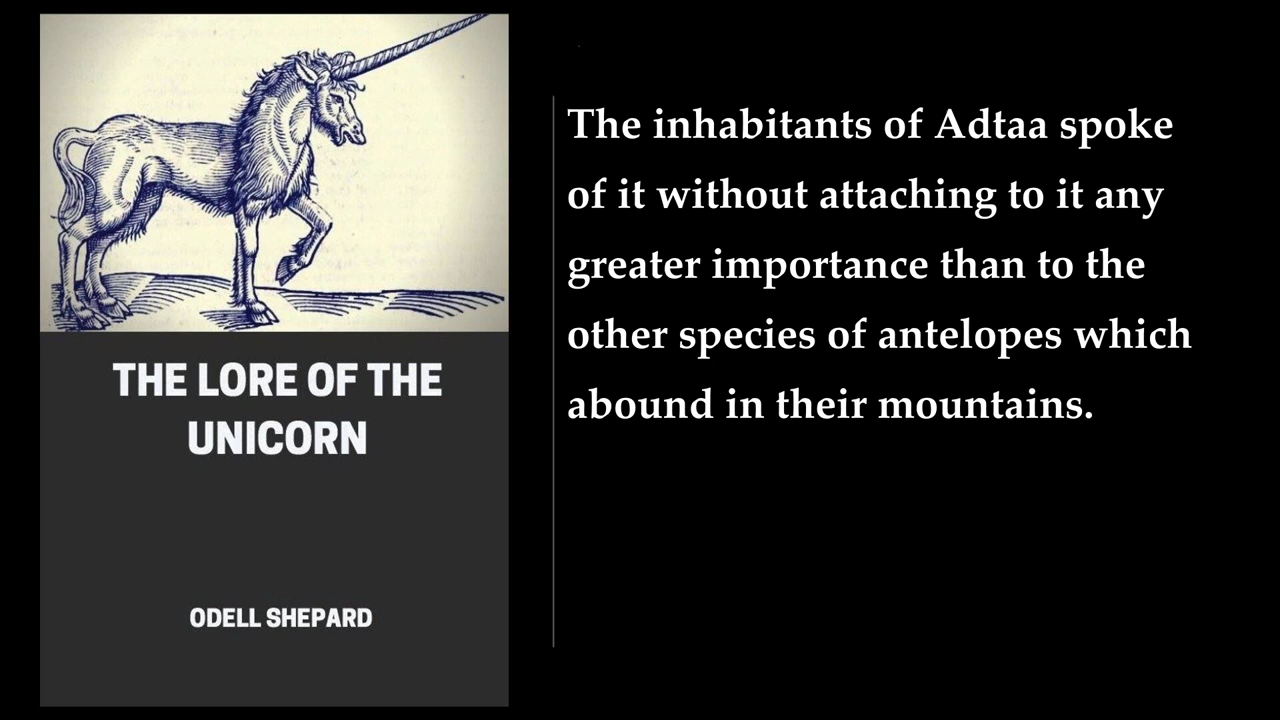 THE LORE OF THE
UNICORN
ODELL SHEPARD
The inhabitants of Adtaa spoke
of it without attaching to it any
greater importance than to the
other species of antelopes which
abound in their mountains.